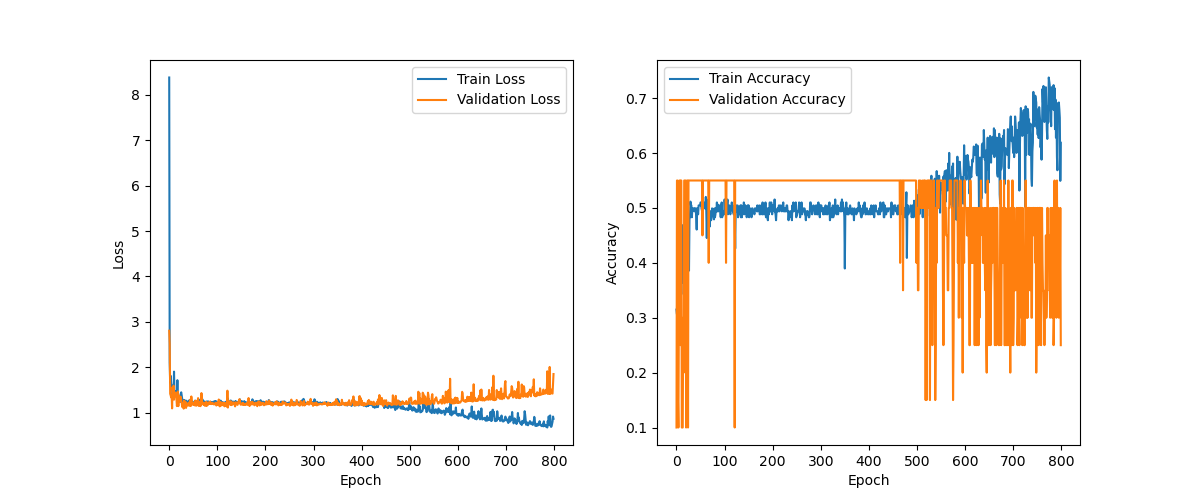 Train Loss
Validation Loss
8
7
6
5
4
3
2
1
Loss
0 100 200 300 400 500 600 700 800
Epoch
Train Accuracy
Validation Accuracy
0.7
0.6
0.5
0.4
0.3
0.2
0.1
Accuracy
0 100 200 300 400 500 600 700 800
Epoch